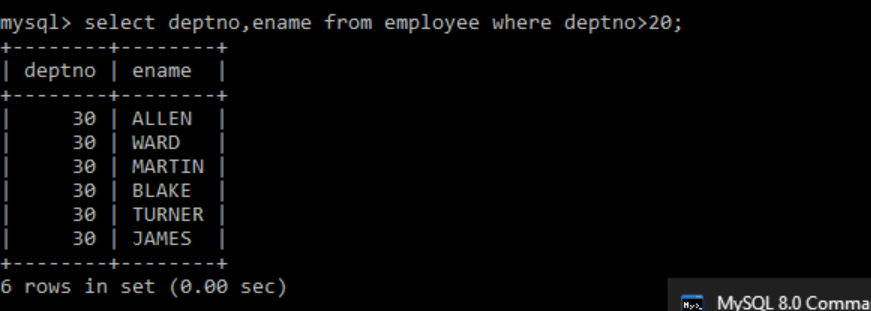 mysql> select deptno,ename from employee where deptno>20;
+--------+--------+
| deptno | ename  |
+--------+--------+
|     30 | ALLEN  |
|     30 | WARD   |
|     30 | MARTIN |
|     30 | BLAKE  |
|     30 | TURNER |
|     30 | JAMES  |
+--------+--------+
6 rows in set (0.00 sec)
MySQL 8.0 Comma